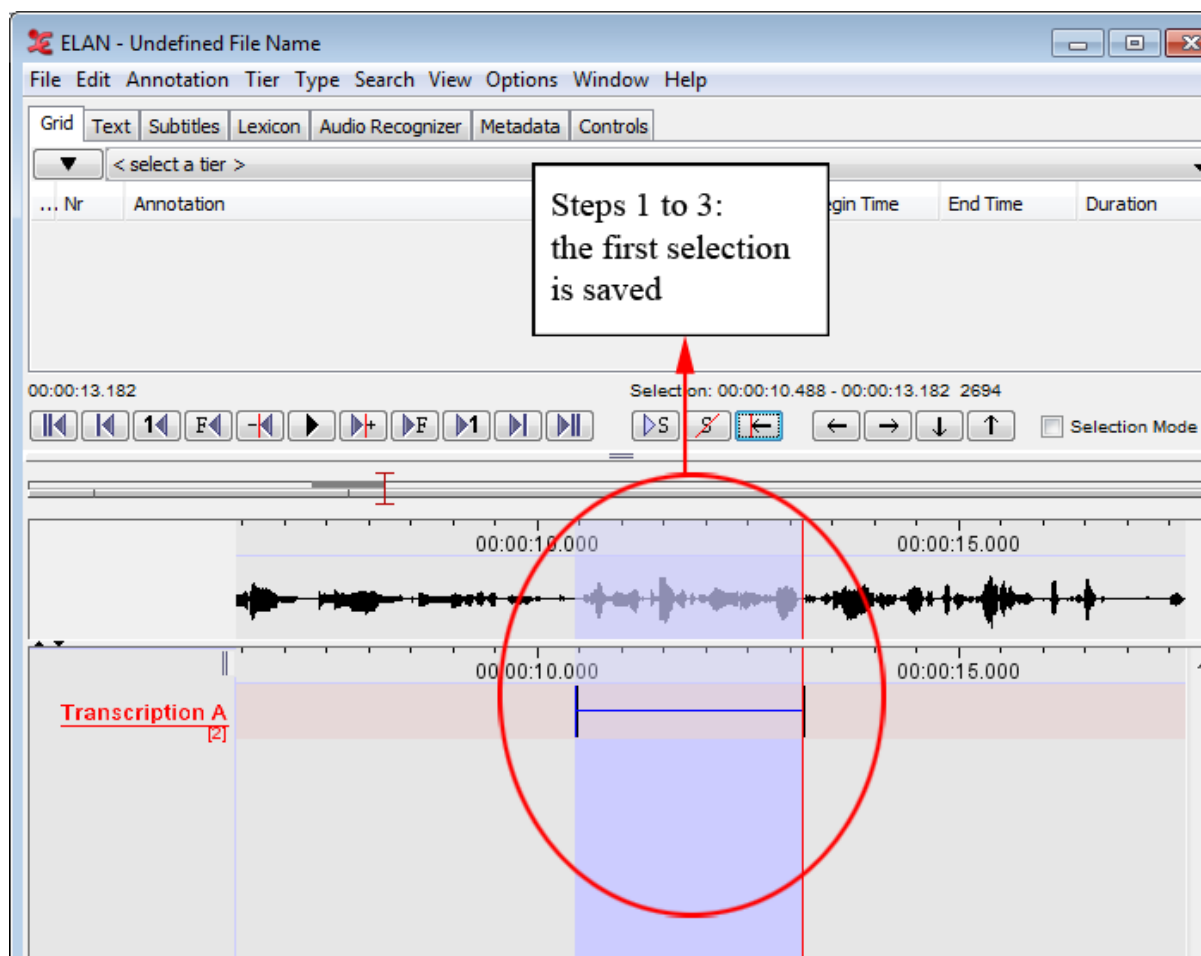 ELAN - Undefined File Name
File Edit Annotation Tier Type Search View Options Window Help
Grid Text Subtitles Lexicon Audio Recognizer Metadata Controls
< select a tier >
... Nr Annotation egin Time End Time Duration
Steps 1 to 3:
the first selection
is saved
00:00:13.182 Selection: 00:00:10.488 - 00:00:13.182 2694
1 F - + F 1 S S Selection Mode
00:00:10.000 00:00:15.000
00:00:10.000 00:00:15.000
Transcription A
[2]